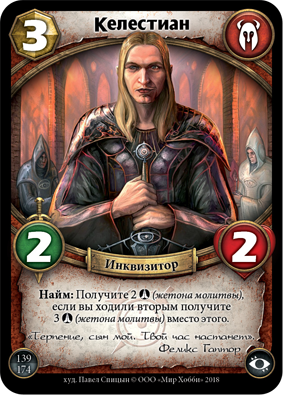 3
Келестиан
2
2
Инквизитор
Найм: Получите 2 (жетона молитвы),
если вы ходили вторым получите
3 (жетона молитвы) вместо этого.
«Терпение, сын мой. Твой час настанет».
Феликс Гаптор
139
174
худ. Павел Спицын © ООО «Мир Хобби» 2018